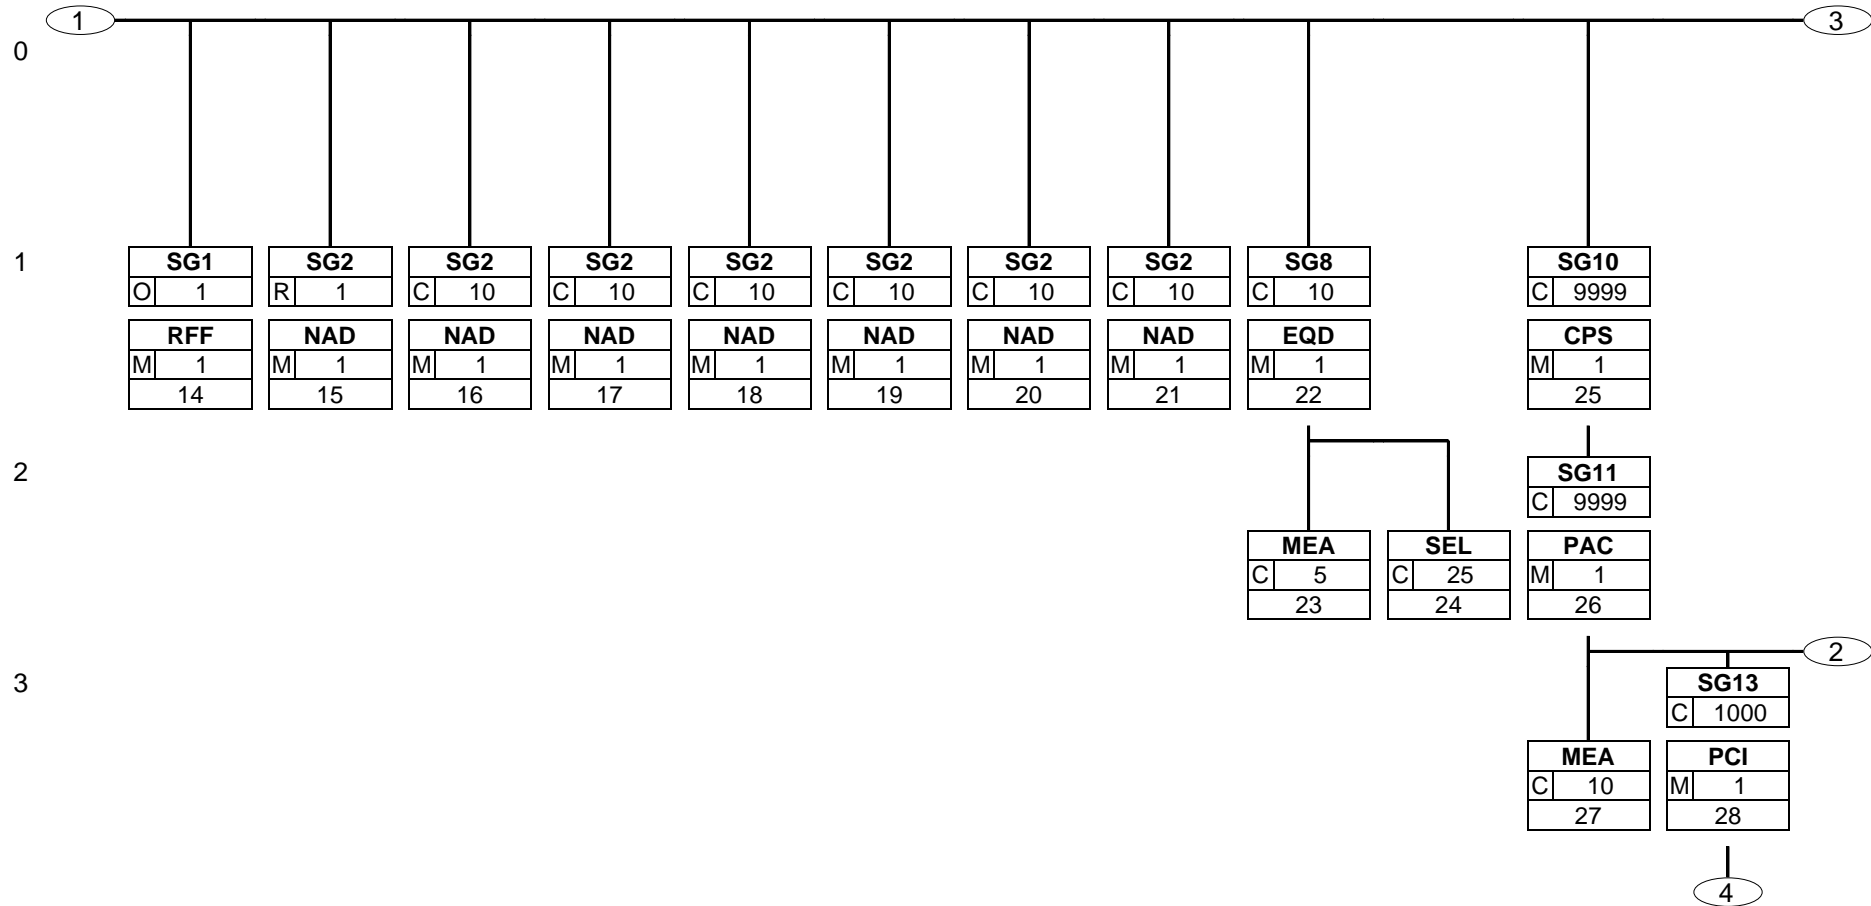 1 3
0
1 SG1 SG2 SG2 SG2 SG2 SG2 SG2 SG2 SG8 SG10
O 1 R 1 C 10 C 10 C 10 C 10 C 10 C 10 C 10 C 9999
RFF NAD NAD NAD NAD NAD NAD NAD EQD CPS
M 1 M 1 M 1 M 1 M 1 M 1 M 1 M 1 M 1 M 1
14 15 16 17 18 19 20 21 22 25
2 SG11
C 9999
MEA SEL PAC
C 5 C 25 M 1
23 24 26
2
3 SG13
C 1000
MEA PCI
C 10 M 1
27 28
4